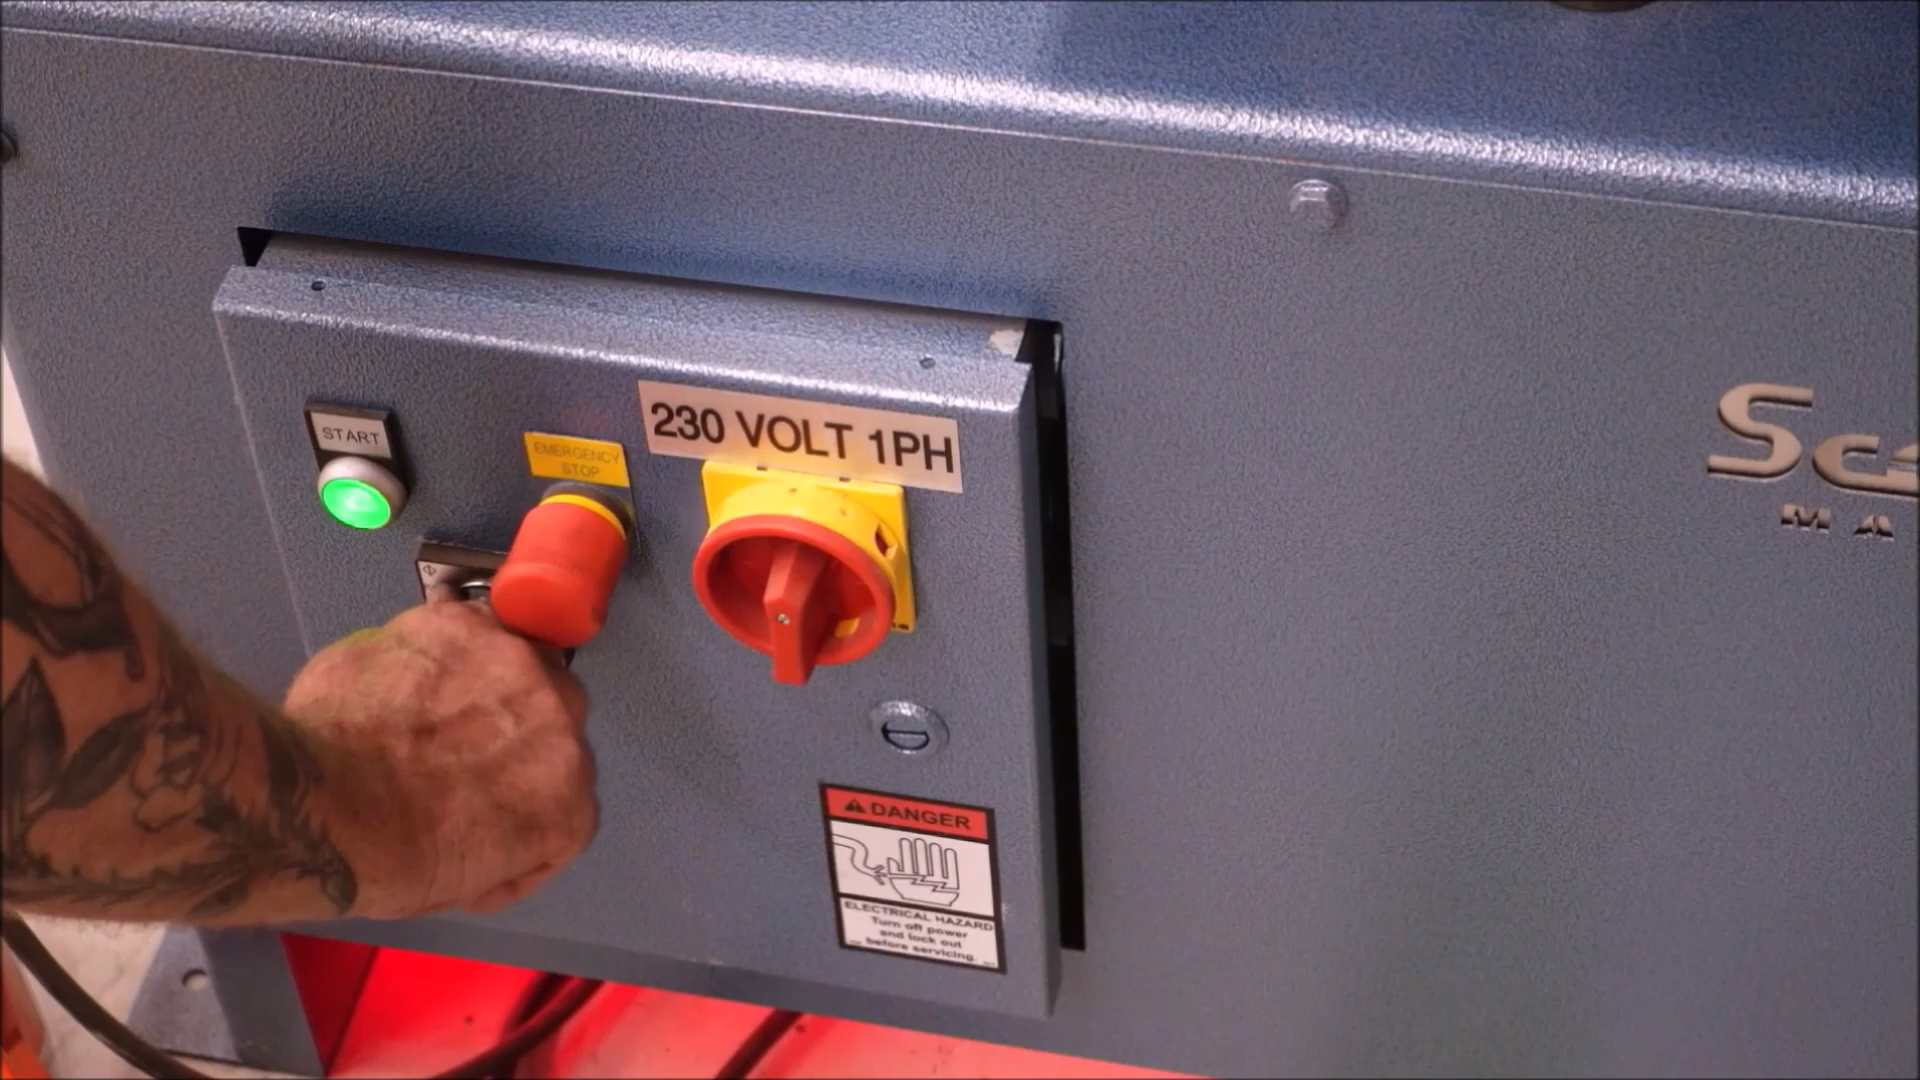 START
EMERGENCY
STOP
230 VOLT 1PH
DANGER
ELECTRICAL HAZARD
Turn off power
and lock out
before servicing.